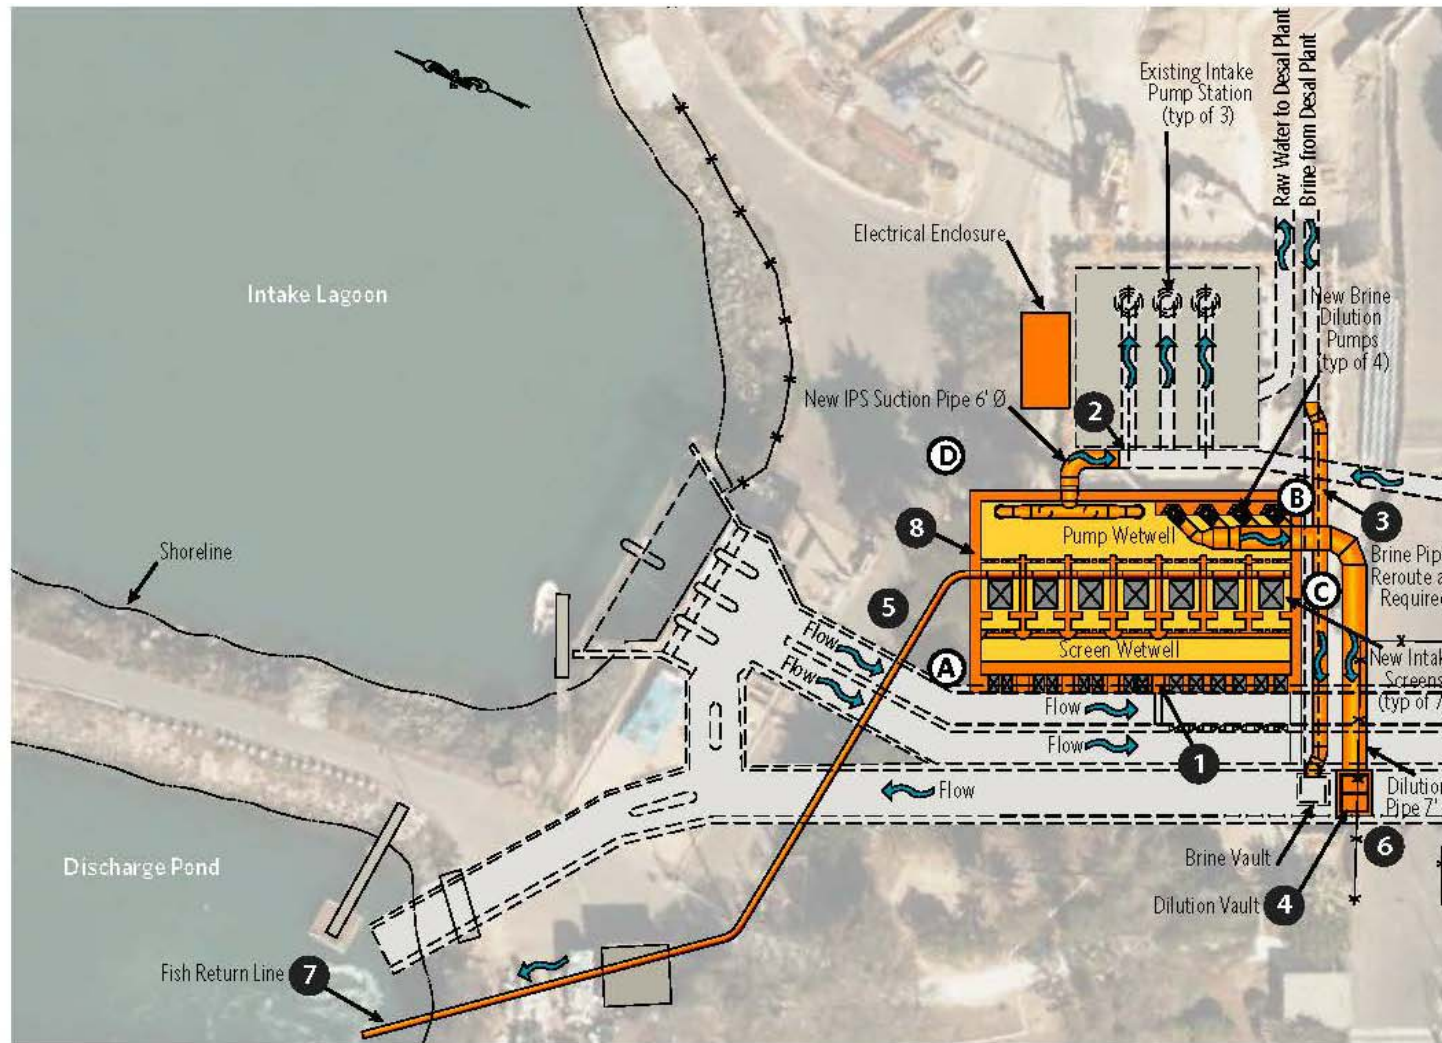 Raw Water to Desal Plant
Brine from Desal Plant
Existing Intake
Pump Station
(typ of 3)
Electrical Enclosure
Intake Lagoon
New Brine
Dilution
Pumps
(typ of 4)
New IPS Suction Pipe 6' Ø
2
D
B
3
8
Pump Wetwell
Shoreline
Brine Pip
Reroute a
Require
C
5
Flow
Flow
A
Screen Wetwell
New Intak
Screens
(typ of 7
Flow
Flow
1
Flow
Dilution
Pipe 7'
6
Brine Vault
Discharge Pond
Dilution Vault 4
Fish Return Line 7